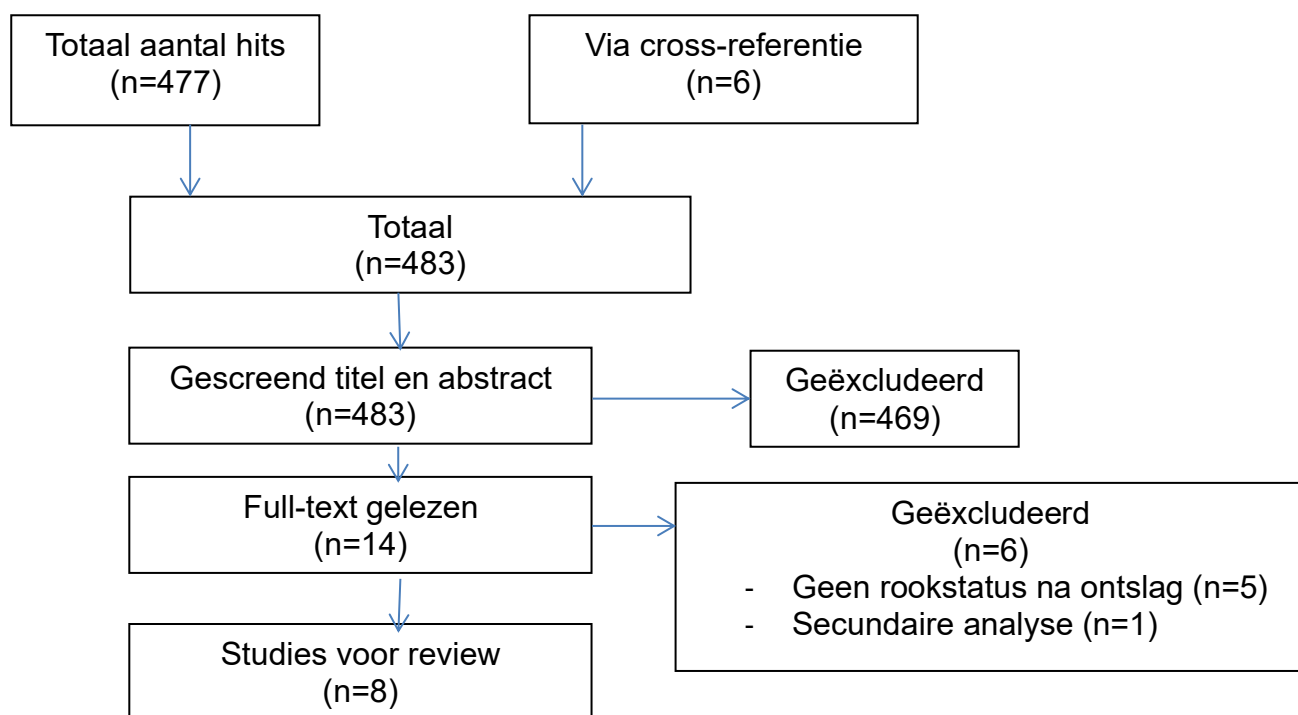 Totaal aantal hits
(n=477)
Via cross-referentie
(n=6)
Totaal
(n=483)
Gescreend titel en abstract
(n=483)
Geëxcludeerd
(n=469)
Full-text gelezen
(n=14)
Geëxcludeerd
(n=6)
- Geen rookstatus na ontslag (n=5)
- Secundaire analyse (n=1)
Studies voor review
(n=8)